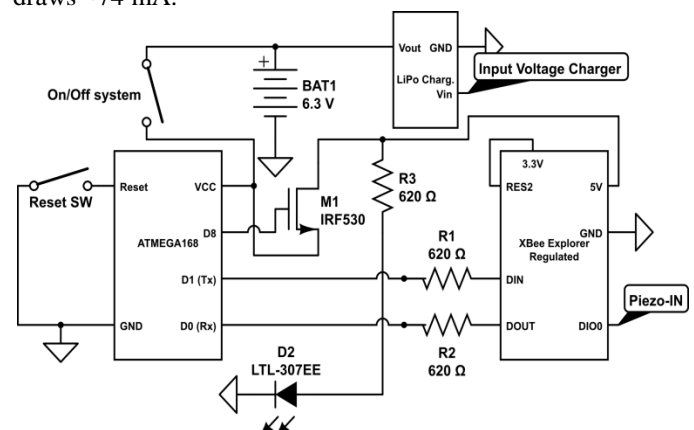 draws ~74 mA.
Vout GND
LiPo Charg.
Vin
Input Voltage Charger
+
BAT1
6.3 V
On/Off system
Reset SW
Reset
VCC
D8
ATMEGA168
D1 (Tx)
GND
D0 (Rx)
M1
IRF530
R3
620 Ω
3.3V
RES2
5V
GND
XBee Explorer
Regulated
DIN
DOUT
DIO0
Piezo-IN
R1
620 Ω
R2
620 Ω
D2
LTL-307EE